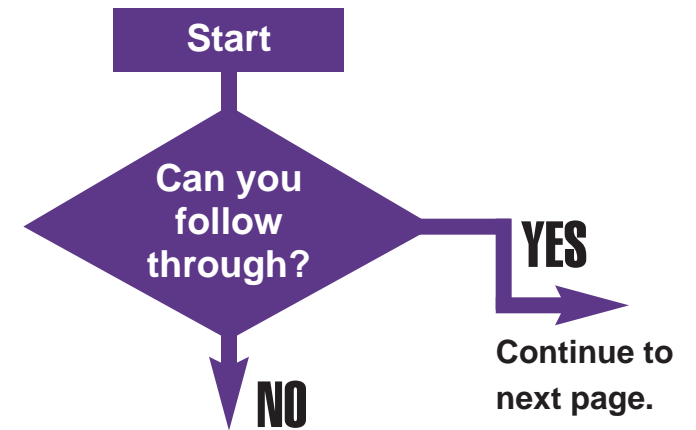 Start
Can you
follow
through?
YES
Continue to
next page.
NO